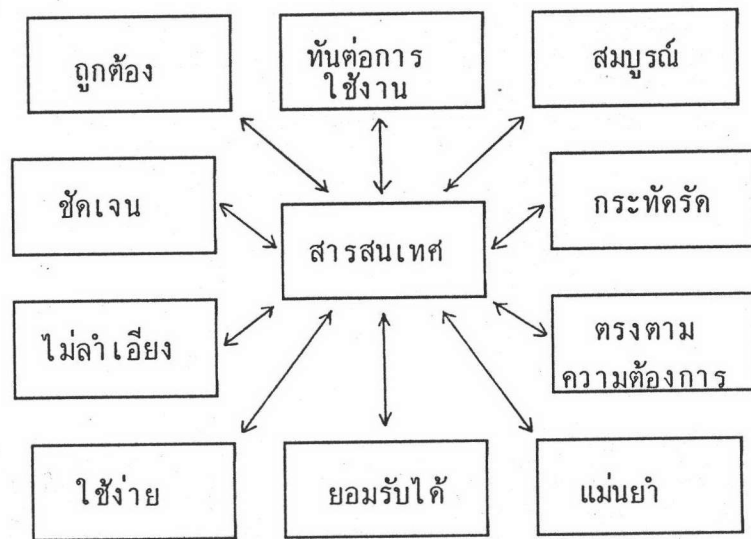 ถูกต้อง
ทันต่อการ
ใช้งาน
สมบูรณ์
ชัดเจน
สารสนเทศ
กระทัดรัด
ไม่ลำเอียง
ตรงตาม
ความต้องการ
ใช้ง่าย
ยอมรับได้
แม่นยำ